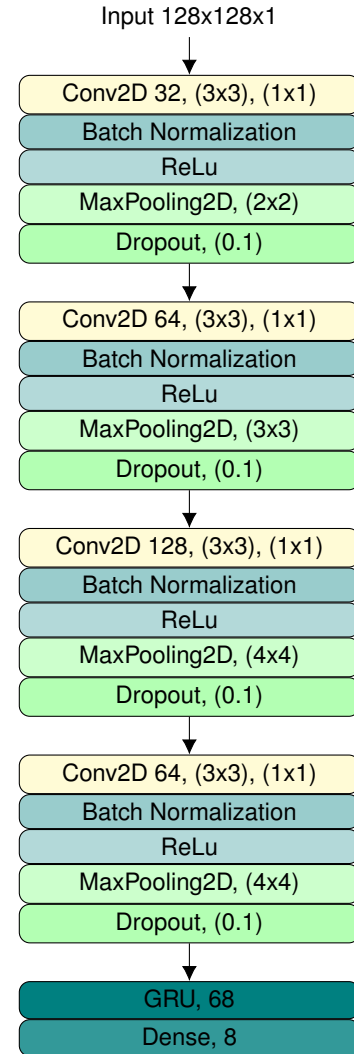 Input 128x128x1
Conv2D 32, (3x3), (1x1)
Batch Normalization
ReLu
MaxPooling2D, (2x2)
Dropout, (0.1)
Conv2D 64, (3x3), (1x1)
Batch Normalization
ReLu
MaxPooling2D, (3x3)
Dropout, (0.1)
Conv2D 128, (3x3), (1x1)
Batch Normalization
ReLu
MaxPooling2D, (4x4)
Dropout, (0.1)
Conv2D 64, (3x3), (1x1)
Batch Normalization
ReLu
MaxPooling2D, (4x4)
Dropout, (0.1)
GRU, 68
Dense, 8